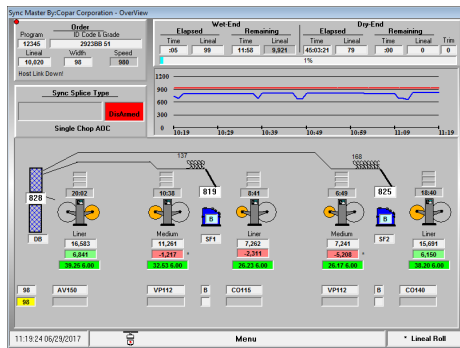 Sync Master By:Copar Corporation - OverView
Order
Program ID Code & Grade
12345 2923BB 51
Lineal Width Speed
10,020 98 980
Host Link Down!
Wet-End Dry-End
Elapsed Remaining Elapsed Remaining
Time Lineal Time Lineal Time Lineal Time Lineal Trim
:05 99 11:58 9,921 45:03:21 79 :00 0 0
1%
Sync Splice Type
DisArmed
Single Chop ADC
1200
900
600
300
0
10:19 10:29 10:39 10:49 10:59 11:09 11:19
137 168
20:02 10:38 819 8:41 6:49 825 18:40
828
B B
DB Liner Medium SF1 Liner Medium SF2 Liner
16,583 11,261 7,262 7,241 15,691
6,841 -1,217 * -2,311 -5,208 * 6,150
39.25 6.00 32.53 6.00 26.23 6.00 26.17 6.00 38.20 6.00
98 AV150 VP112 B CO115 VP112 B CO140
98
11:19:24 06/29/2017 Menu * Lineal Roll